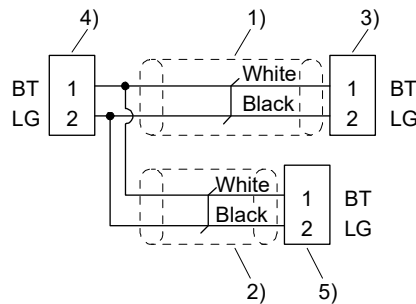 4) 1) 3)
BT 1 White 1 BT
LG 2 Black 2 LG
White 1 BT
Black 2 LG
2) 5)